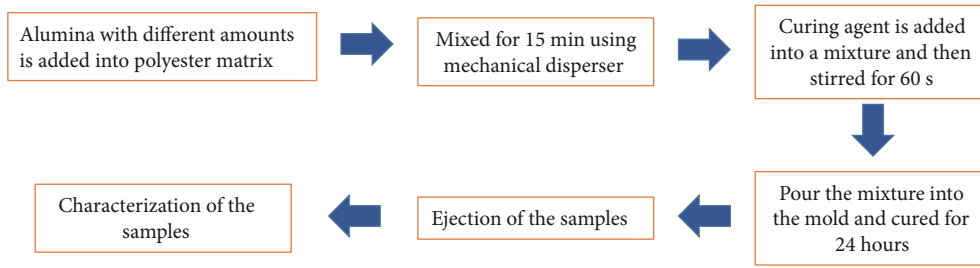 Alumina with different amounts
is added into polyester matrix
Mixed for 15 min using
mechanical disperser
Curing agent is added
into a mixture and then
stirred for 60 s
Pour the mixture into
the mold and cured for
24 hours
Ejection of the samples
Characterization of the
samples